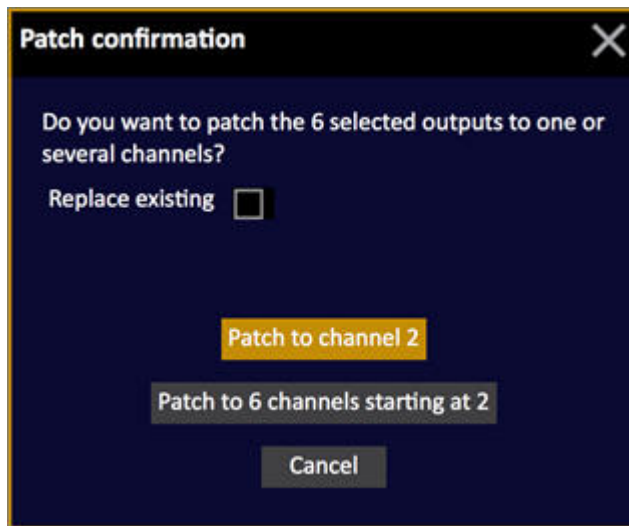 Patch confirmation
Do you want to patch the 6 selected outputs to one or
several channels?
Replace existing
Patch to channel 2
Patch to 6 channels starting at 2
Cancel